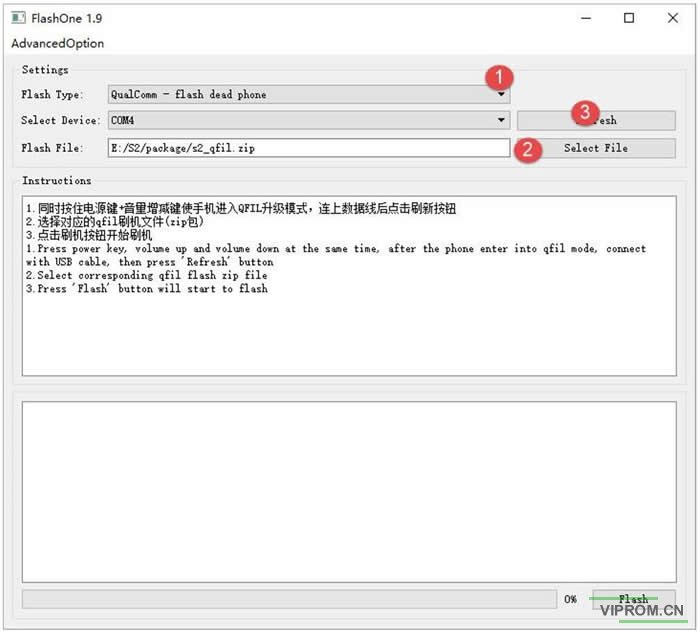 FlashOne 1.9
AdvancedOption
Settings
1
Flash Type: QualComm - flash dead phone
3
Select Device: COM4 esh
Flash File: E:/S2/package/s2_qfil.zip 2 Select File
Instructions
1.同时按住电源键+音量增减键使手机进入QFIL升级模式，连上数据线后点击刷新按钮
2.选择对应的qfil刷机文件(zip包)
3.点击刷机按钮开始刷机
1.Press power key, volume up and volume down at the same time, after the phone enter into qfil mode, connect
with USB cable, then press 'Refresh' button
2.Select corresponding qfil flash zip file
3.Press 'Flash' button will start to flash
0% Flash
VIPROM.CN